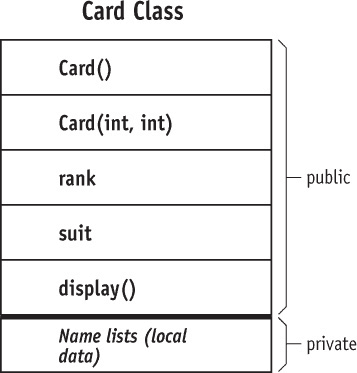 Card Class
Card()
Card(int, int)
rank
public
suit
display()
Name lists (local
data)
private